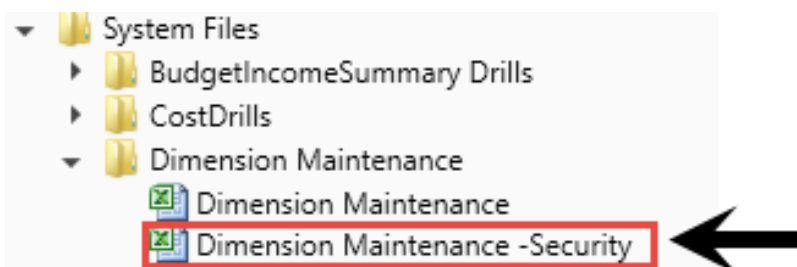 System Files
BudgetIncomeSummary Drills
CostDrills
Dimension Maintenance
Dimension Maintenance
Dimension Maintenance -Security